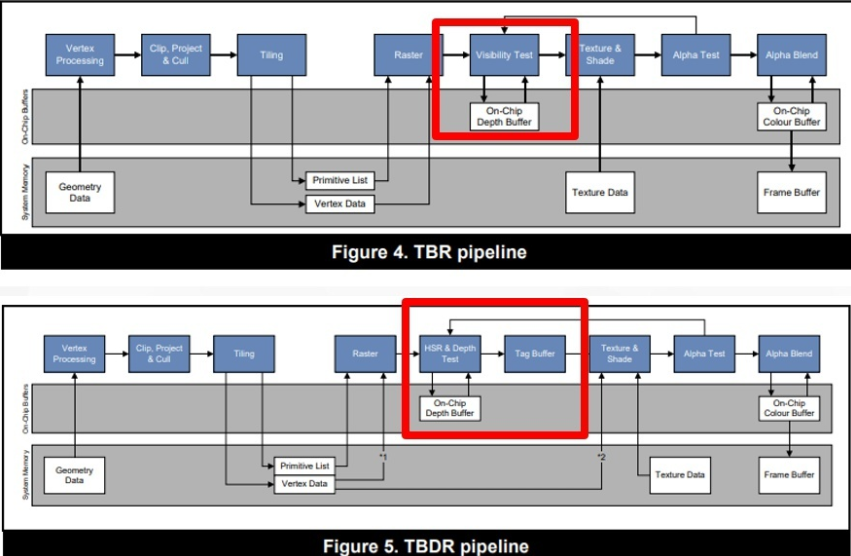 Vertex
Processing
Clip, Project
& Cull
Tiling
Raster
Visibility Test
Texture &
Shade
Alpha Test
Alpha Blend
On-Chip Buffers
On-Chip
Depth Buffer
On-Chip
Colour Buffer
System Memory
Geometry
Data
Primitive List
Vertex Data
Texture Data
Frame Buffer
Figure 4. TBR pipeline
Vertex
Processing
Clip, Project
& Cull
Tiling
Raster
HSR & Depth
Test
Tag Buffer
Texture &
Shade
Alpha Test
Alpha Blend
On-Chip Buffers
On-Chip
Depth Buffer
On-Chip
Colour Buffer
System Memory
Geometry
Data
Primitive List
Vertex Data
*1
*2
Texture Data
Frame Buffer
Figure 5. TBDR pipeline